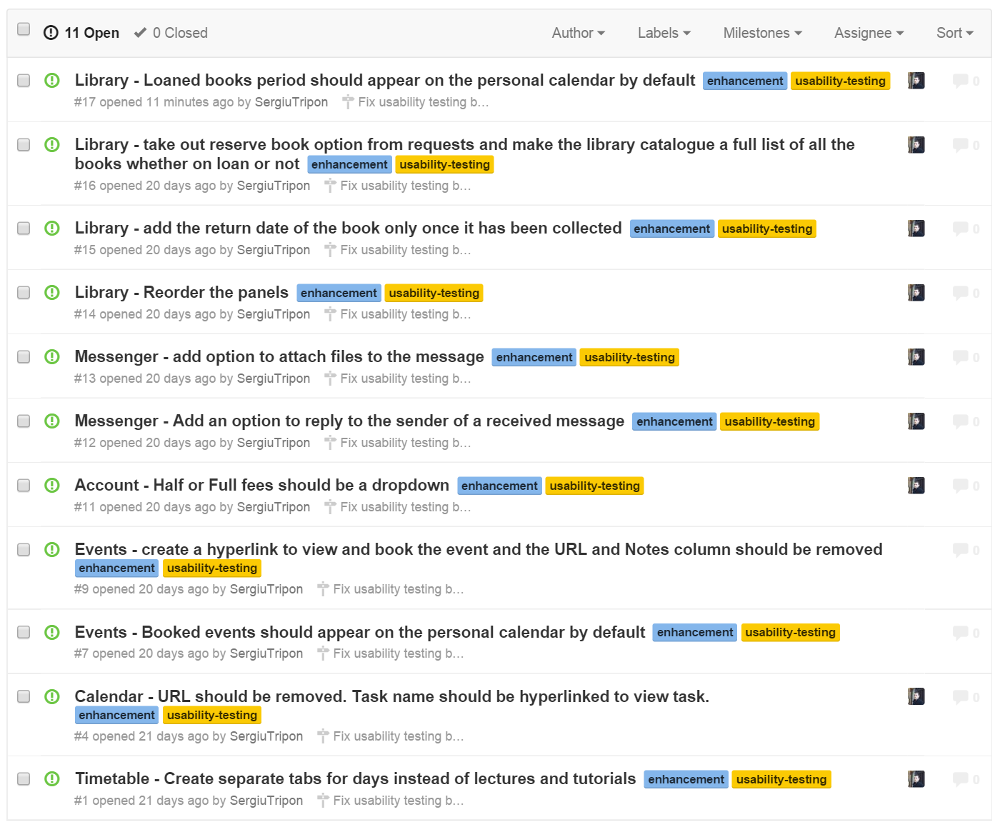 11 Open 0 Closed Author Labels Milestones Assignee Sort
Library - Loaned books period should appear on the personal calendar by default enhancement usability-testing 0
#17 opened 11 minutes ago by SergiuTripon Fix usability testing b…
Library - take out reserve book option from requests and make the library catalogue a full list of all the 0
books whether on loan or not enhancement usability-testing
#16 opened 20 days ago by SergiuTripon Fix usability testing b…
Library - add the return date of the book only once it has been collected enhancement usability-testing 0
#15 opened 20 days ago by SergiuTripon Fix usability testing b…
Library - Reorder the panels enhancement usability-testing 0
#14 opened 20 days ago by SergiuTripon Fix usability testing b…
Messenger - add option to attach files to the message enhancement usability-testing 0
#13 opened 20 days ago by SergiuTripon Fix usability testing b…
Messenger - Add an option to reply to the sender of a received message enhancement usability-testing 0
#12 opened 20 days ago by SergiuTripon Fix usability testing b…
Account - Half or Full fees should be a dropdown enhancement usability-testing 0
#11 opened 20 days ago by SergiuTripon Fix usability testing b…
Events - create a hyperlink to view and book the event and the URL and Notes column should be removed 0
enhancement usability-testing
#9 opened 20 days ago by SergiuTripon Fix usability testing b…
Events - Booked events should appear on the personal calendar by default enhancement usability-testing 0
#7 opened 20 days ago by SergiuTripon Fix usability testing b…
Calendar - URL should be removed. Task name should be hyperlinked to view task. 0
enhancement usability-testing
#4 opened 21 days ago by SergiuTripon Fix usability testing b…
Timetable - Create separate tabs for days instead of lectures and tutorials enhancement usability-testing 0
#1 opened 21 days ago by SergiuTripon Fix usability testing b…